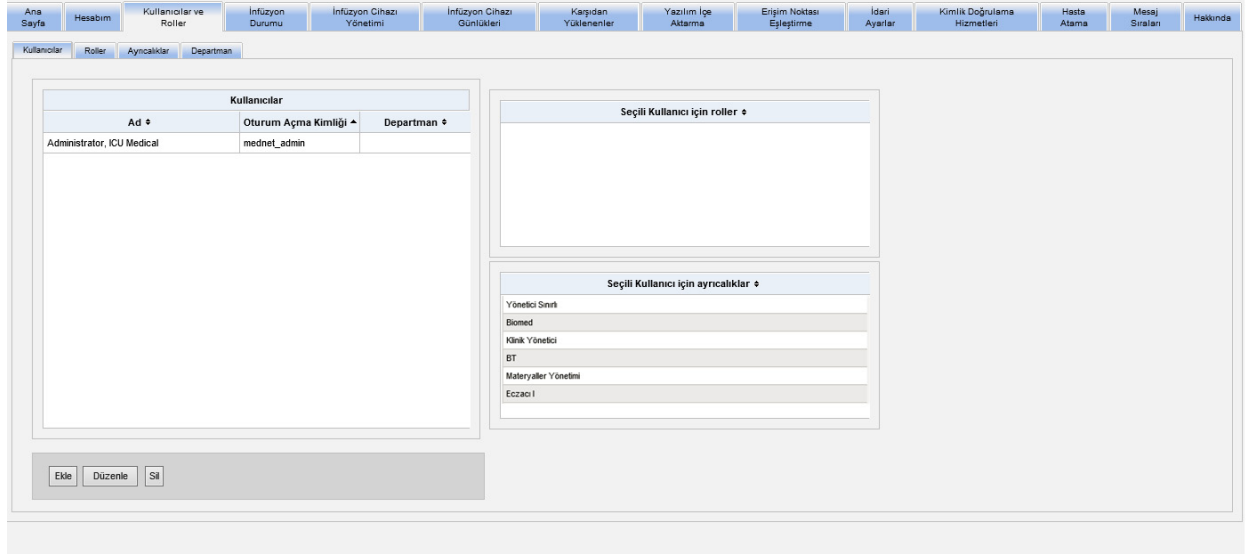 Ana
Sayfa
Hesabım
Kullanıcılar ve
Roller
İnfüzyon
Durumu
İnfüzyon Cihazı
Yönetimi
İnfüzyon Cihazı
Günlükleri
Karşıdan
Yüklenenler
Yazılım İçe
Aktarma
Erişim Noktası
Eşleştirme
İdari
Ayarlar
Kimlik Doğrulama
Hizmetleri
Hasta
Atama
Mesaj
Sıraları
Hakkında
Kullanıcılar Roller Ayrıcalıklar Departman
Kullanıcılar
Ad Oturum Açma Kimliği Departman
Administrator, ICU Medical mednet_admin
Seçili Kullanıcı için roller
Seçili Kullanıcı için ayrıcalıklar
Yönetici Sınırlı
Biomed
Klinik Yönetici
BT
Materyaller Yönetimi
Eczacı I
Ekle Düzenle Sil